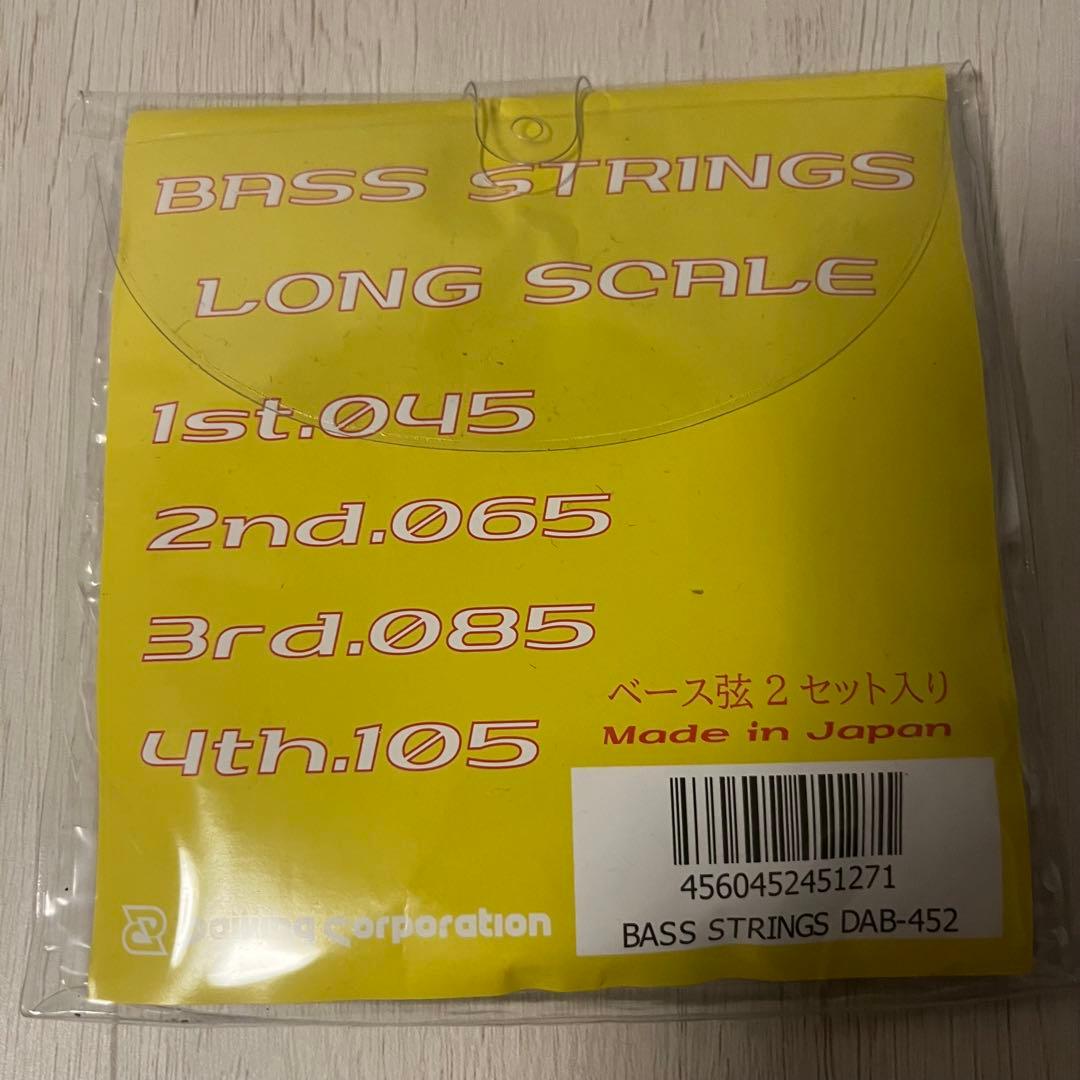 BASS STRINGS
LONG SCALE
1st.045
2nd.065
3rd.085
4th.105
ベース弦 2 セット入り
Made in Japan
4560452451271
BASS STRINGS DAB-452
corporation